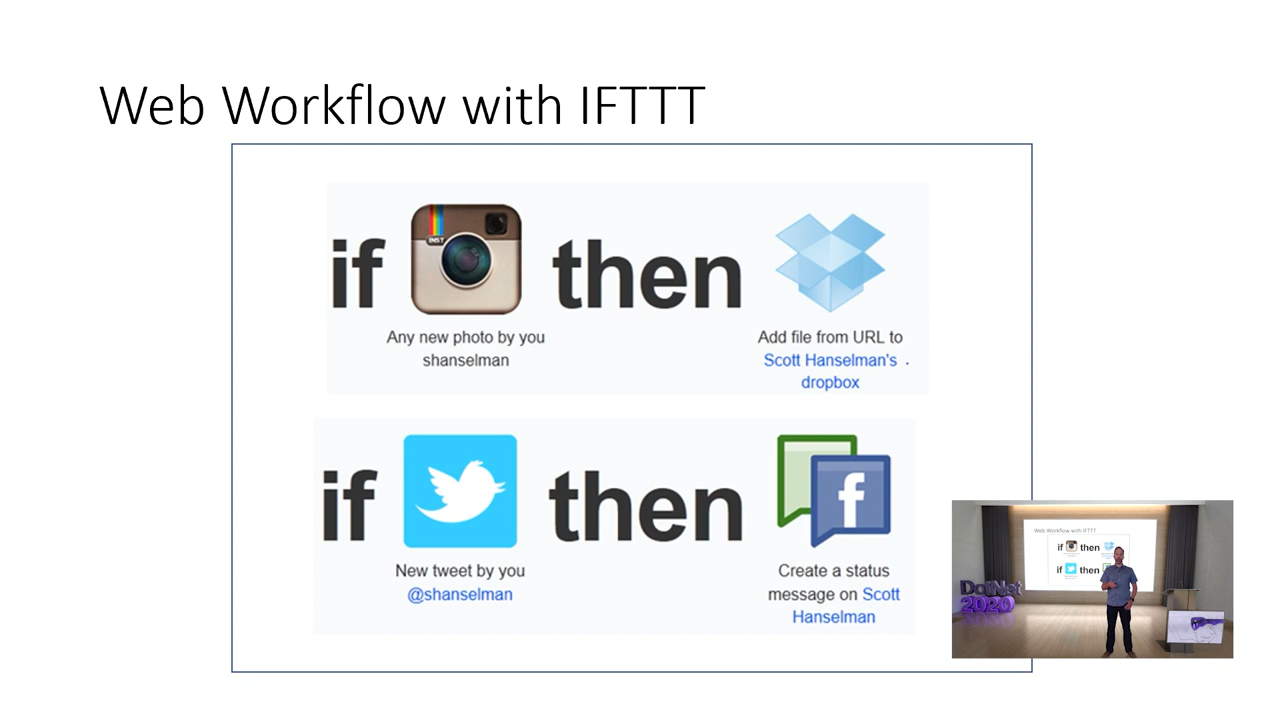 Web Workflow with IFTTT
if then
INST
Any new photo by you
shanselman
Add file from URL to
Scott Hanselman's
dropbox
if then
f
New tweet by you
@shanselman
Create a status
message on Scott
Hanselman
Web Workflow with IFTTT
if then
if then
DotNet
2020